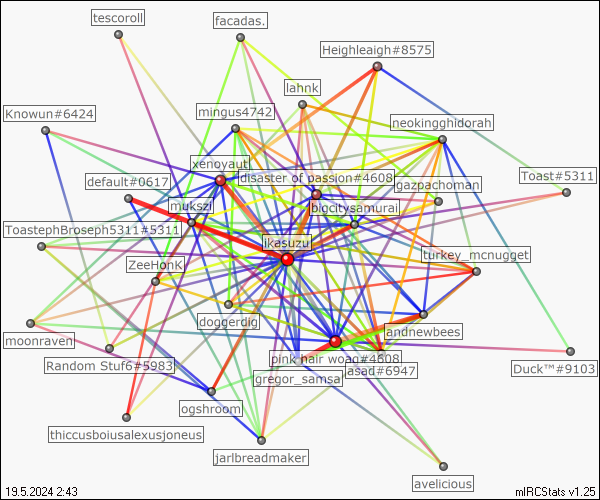 tescoroll
facadas.
Heighleaigh#8575
lahnk
Knowun#6424
mingus4742
neokingghidorah
xenoyaut
disaster of passion#4608
Toast#5311
default#0617
gazpachoman
mukszi
bigcitysamurai
ToastephBroseph5311#5311
ikasuzu
turkey_mcnugget
ZeeHonK
doggerdig
andnewbees
moonraven
pink hair woag#4608
Random Stuf6#5983
asad#6947
Duck™#9103
gregor_samsa
ogshroom
thiccusboiusalexusjoneus
jarlbreadmaker
avelicious
19.5.2024 2:43
mIRCStats v1.25